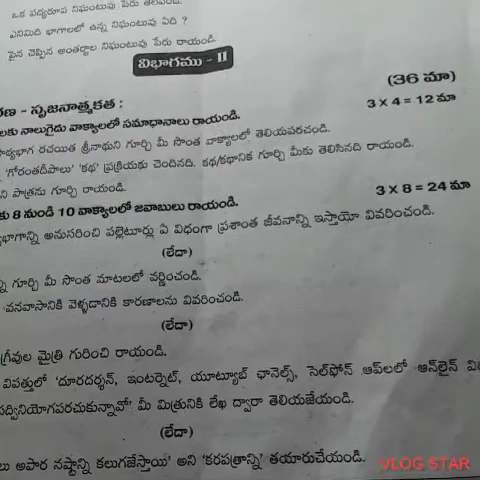 ఒక పద్యరూప నిఘంటువు పేరు తెలపండి.
ఎనిమిది భాగాలలో ఉన్న నిఘంటువు ఏది ?
పైన చెప్పిన అంతర్జాల నిఘంటువు పేరు రాయండి.
విభాగము - II
(36 మా)
రణ - సృజనాత్మకత :
లకు నాలుగైదు వాక్యాలలో సమాధానాలు రాయండి.
3 X 4 = 12 మా
పాఠ్యభాగ రచయిత శ్రీనాథుని గూర్చి మీ సొంత వాక్యాలలో తెలియపరచండి.
'గోరంతదీపాలు' 'కథ' ప్రక్రియకు చెందినది. కథ/కథానిక గూర్చి మీకు తెలిసినది రాయండి.
ని పాత్రను గూర్చి రాయండి.
కు 8 నుండి 10 వాక్యాలలో జవాబులు రాయండి.
3 X 8 = 24 మా
భాగాన్ని అనుసరించి పల్లెటూర్లు ఏ విధంగా ప్రశాంత జీవనాన్ని ఇస్తాయో వివరించండి.
(లేదా)
న్ని గూర్చి మీ సొంత మాటలలో వర్ణించండి.
వనవాసానికి వెళ్ళడానికి కారణాలను వివరించండి.
(లేదా)
గ్రీవుల మైత్రి గురించి రాయండి.
విపత్తులో 'దూరదర్శన్, ఇంటర్నెట్, యూట్యూబ్ ఛానెల్స్, సెల్‌ఫోన్ ఆప్‌లలో ఆన్‌లైన్ వి
సద్వినియోగపరచుకున్నావో' మీ మిత్రునికి లేఖ ద్వారా తెలియజేయండి.
(లేదా)
లు అపార నష్టాన్ని కలుగజేస్తాయి' అని 'కరపత్రాన్ని' తయారుచేయండి.
VLOG STAR